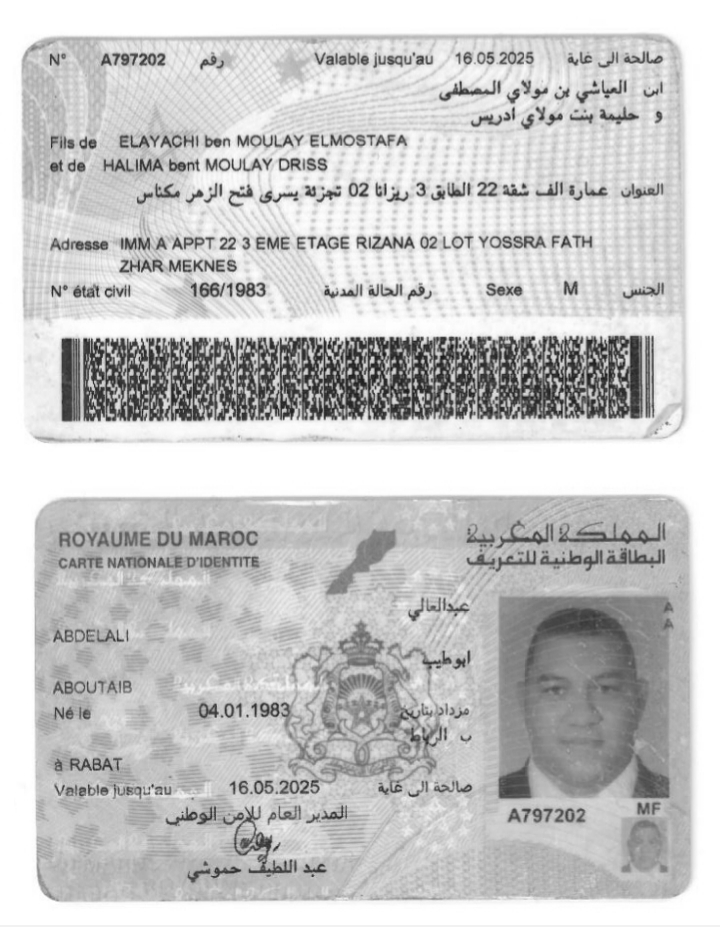 N° A797202 رقم Valable jusqu'au 16.05.2025 صالحة الى غاية
ابن العياشي بن مولاي المصطفى
و حليمة بنت مولاي ادريس
Fils de ELAYACHI ben MOULAY ELMOSTAFA
et de HALIMA bent MOULAY DRISS
العنوان عمارة الف شقة 22 الطابق 3 ريزانا 02 تجزئة يسرى فتح الزهر مكناس
Adresse IMM A APPT 22 3 EME ETAGE RIZANA 02 LOT YOSSRA FATH
ZHAR MEKNES
N° état civil 166/1983 رقم الحالة المدنية Sexe M الجنس
ROYAUME DU MAROC المملكة المغربية
CARTE NATIONALE D'IDENTITE البطاقة الوطنية للتعريف
عبدالعالي
ABDELALI
ابوطيب
ABOUTAIB
Né le 04.01.1983 مزداد بتاريخ
ب الرباط
à RABAT
Valable jusqu'au 16.05.2025 صالحة الى غاية
المدير العام للامن الوطني
عبد اللطيف حموشي
A797202 MF